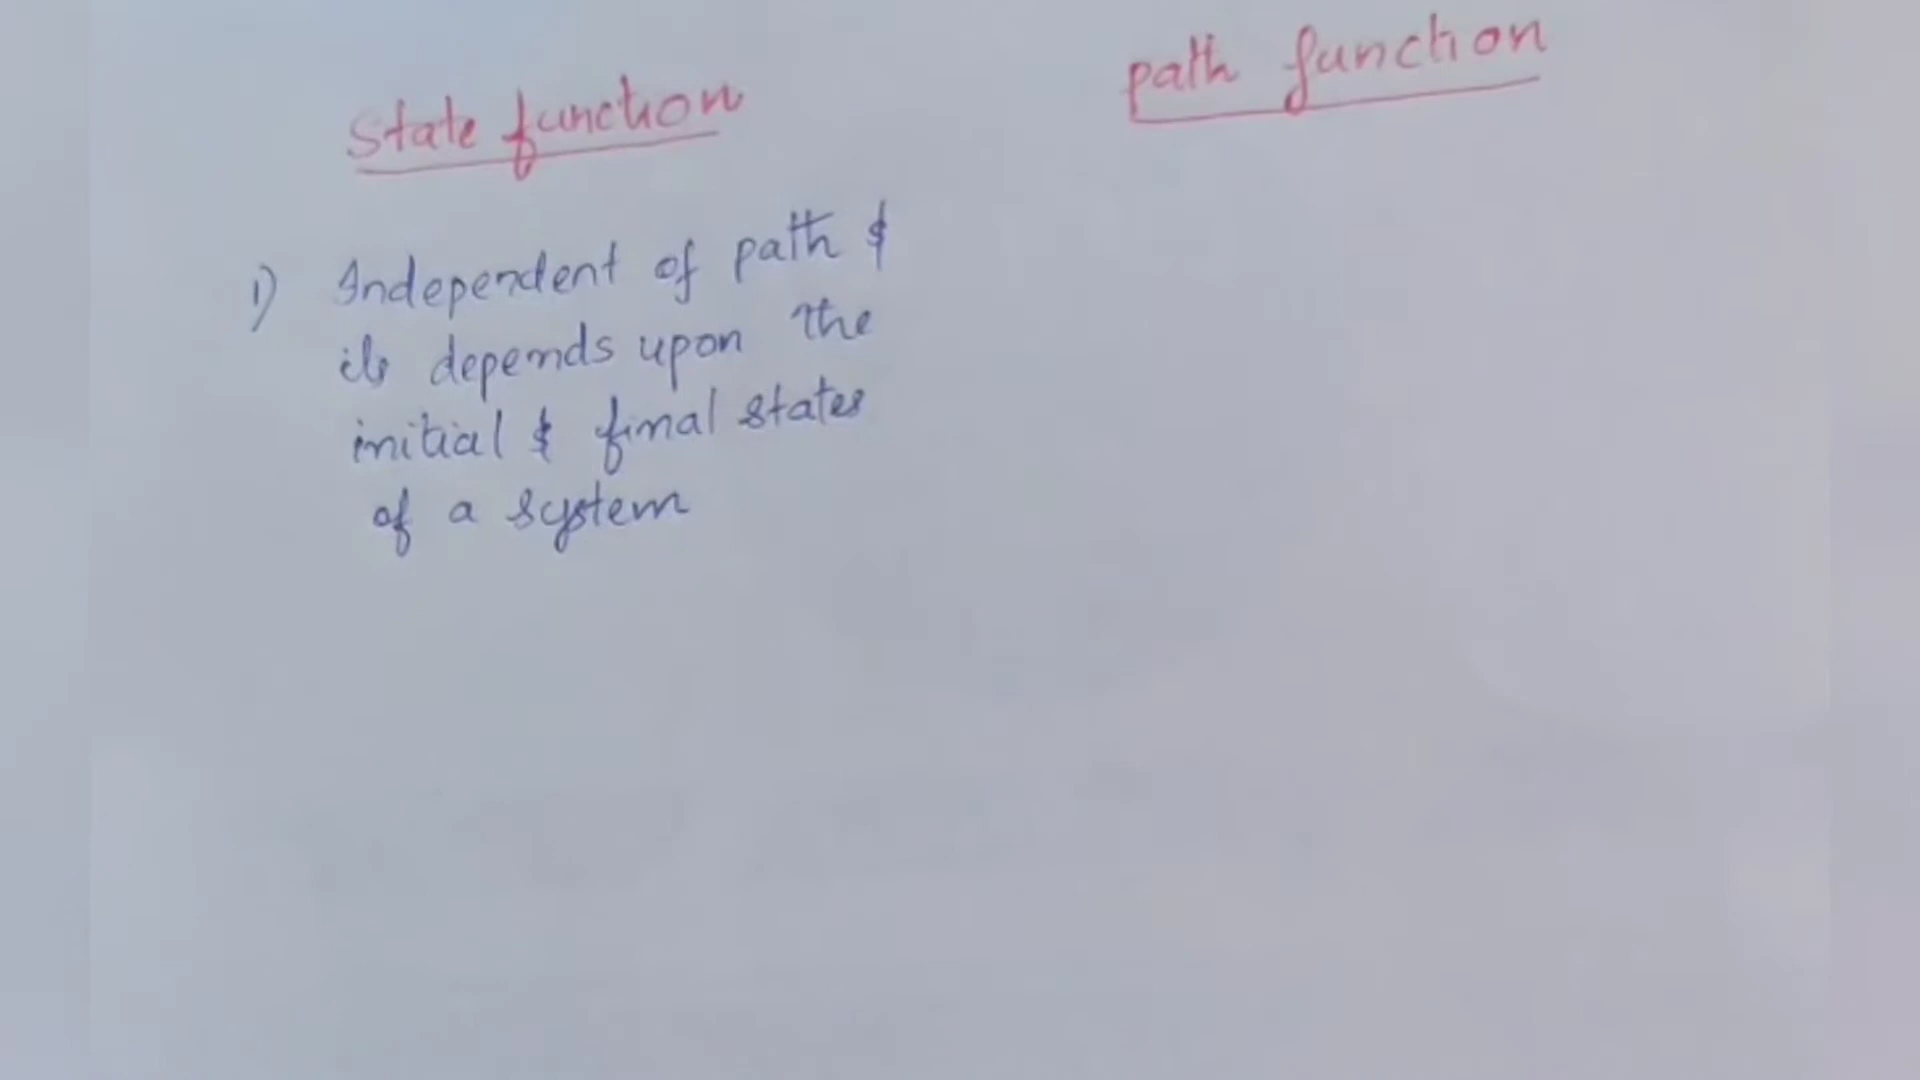 State function
path function
1) Independent of path &
its depends upon the
initial & final states
of a system